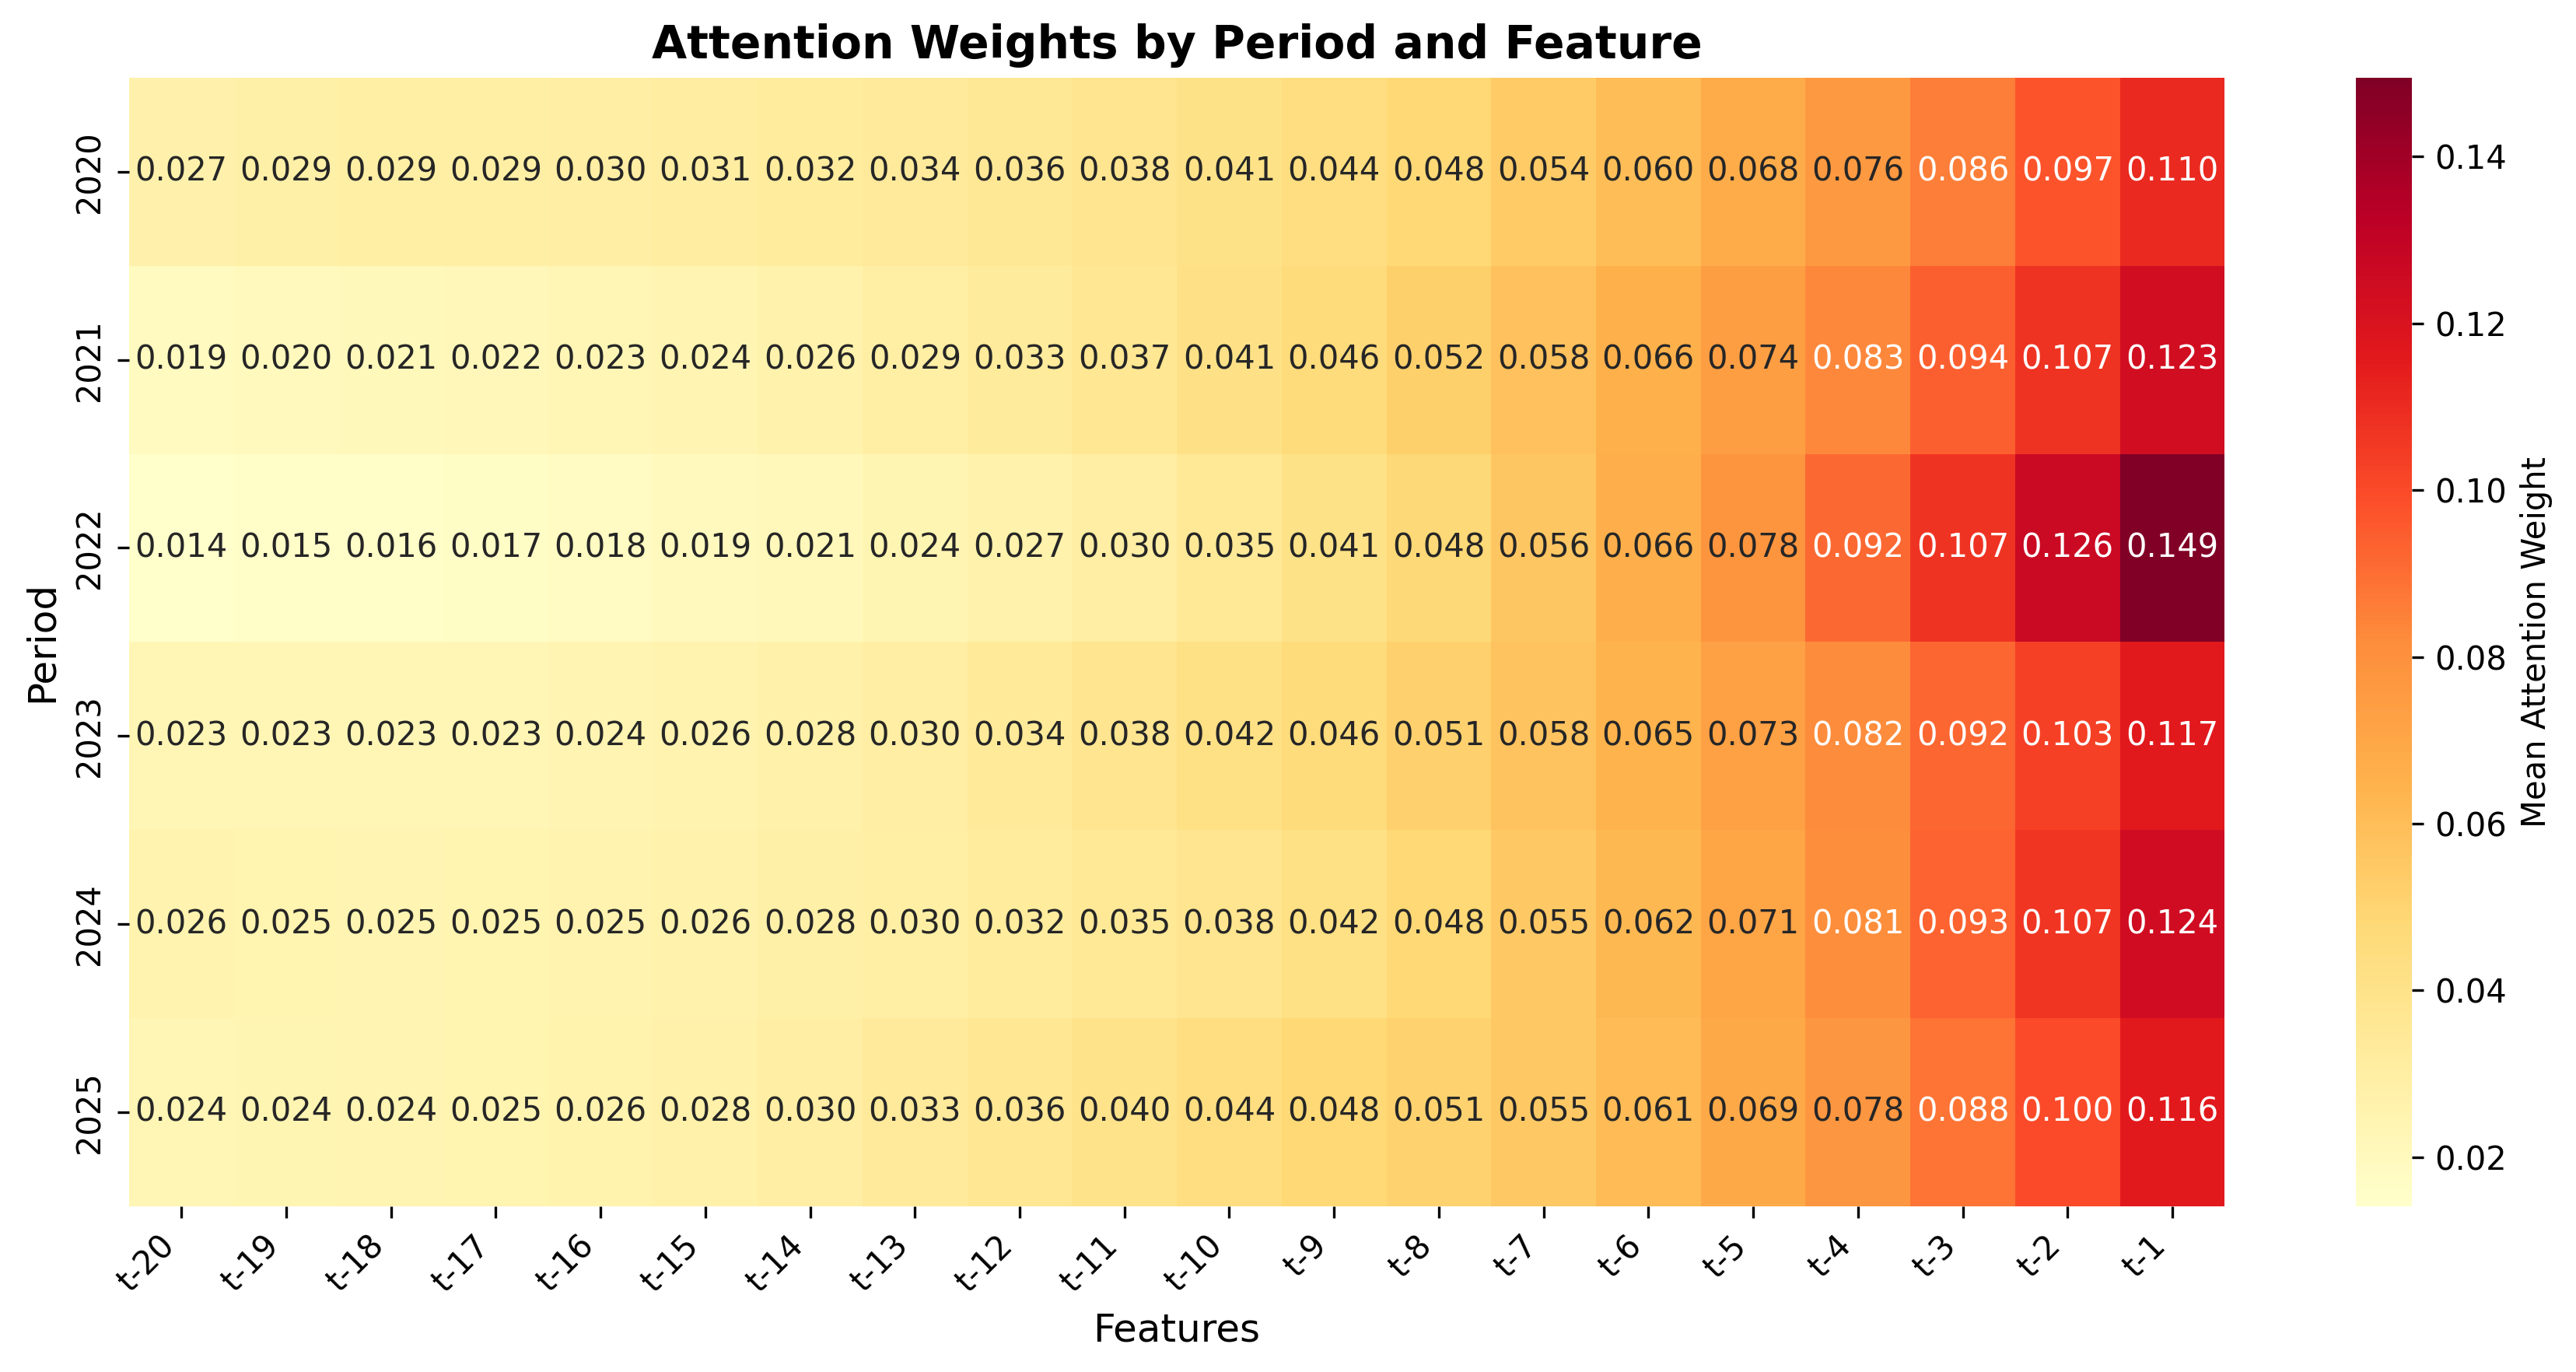 Attention Weights by Period and Feature
2020 0.027 0.029 0.029 0.029 0.030 0.031 0.032 0.034 0.036 0.038 0.041 0.044 0.048 0.054 0.060 0.068 0.076 0.086 0.097 0.110
2021 0.019 0.020 0.021 0.022 0.023 0.024 0.026 0.029 0.033 0.037 0.041 0.046 0.052 0.058 0.066 0.074 0.083 0.094 0.107 0.123
2022 0.014 0.015 0.016 0.017 0.018 0.019 0.021 0.024 0.027 0.030 0.035 0.041 0.048 0.056 0.066 0.078 0.092 0.107 0.126 0.149
2023 0.023 0.023 0.023 0.023 0.024 0.026 0.028 0.030 0.034 0.038 0.042 0.046 0.051 0.058 0.065 0.073 0.082 0.092 0.103 0.117
2024 0.026 0.025 0.025 0.025 0.025 0.026 0.028 0.030 0.032 0.035 0.038 0.042 0.048 0.055 0.062 0.071 0.081 0.093 0.107 0.124
2025 0.024 0.024 0.024 0.025 0.026 0.028 0.030 0.033 0.036 0.040 0.044 0.048 0.051 0.055 0.061 0.069 0.078 0.088 0.100 0.116
t-20 t-19 t-18 t-17 t-16 t-15 t-14 t-13 t-12 t-11 t-10 t-9 t-8 t-7 t-6 t-5 t-4 t-3 t-2 t-1
Features
Period
0.14
0.12
0.10
0.08
0.06
0.04
0.02
Mean Attention Weight